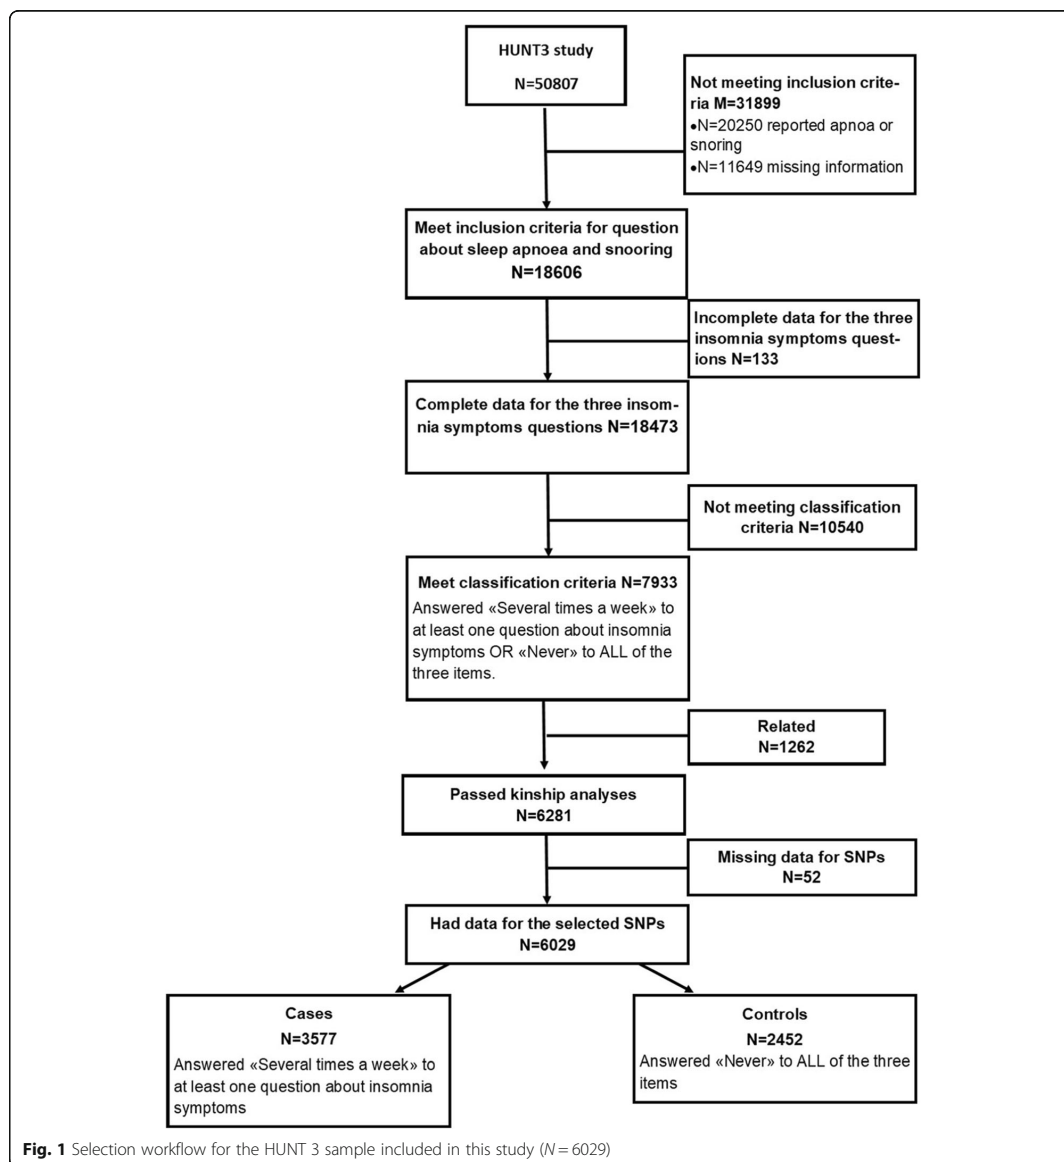 HUNT3 study
N=50807
Not meeting inclusion crite-
ria M=31899
•N=20250 reported apnoa or
snoring
•N=11649 missing information
Meet inclusion criteria for question
about sleep apnoea and snooring
N=18606
Incomplete data for the three
insomnia symptoms quest-
ions N=133
Complete data for the three insom-
nia symptoms questions N=18473
Not meeting classification
criteria N=10540
Meet classification criteria N=7933
Answered «Several times a week» to
at least one question about insomnia
symptoms OR «Never» to ALL of the
three items.
Related
N=1262
Passed kinship analyses
N=6281
Missing data for SNPs
N=52
Had data for the selected SNPs
N=6029
Cases
N=3577
Answered «Several times a week» to
at least one question about insomnia
symptoms
Controls
N=2452
Answered «Never» to ALL of the three
items
Fig. 1 Selection workflow for the HUNT 3 sample included in this study (N = 6029)